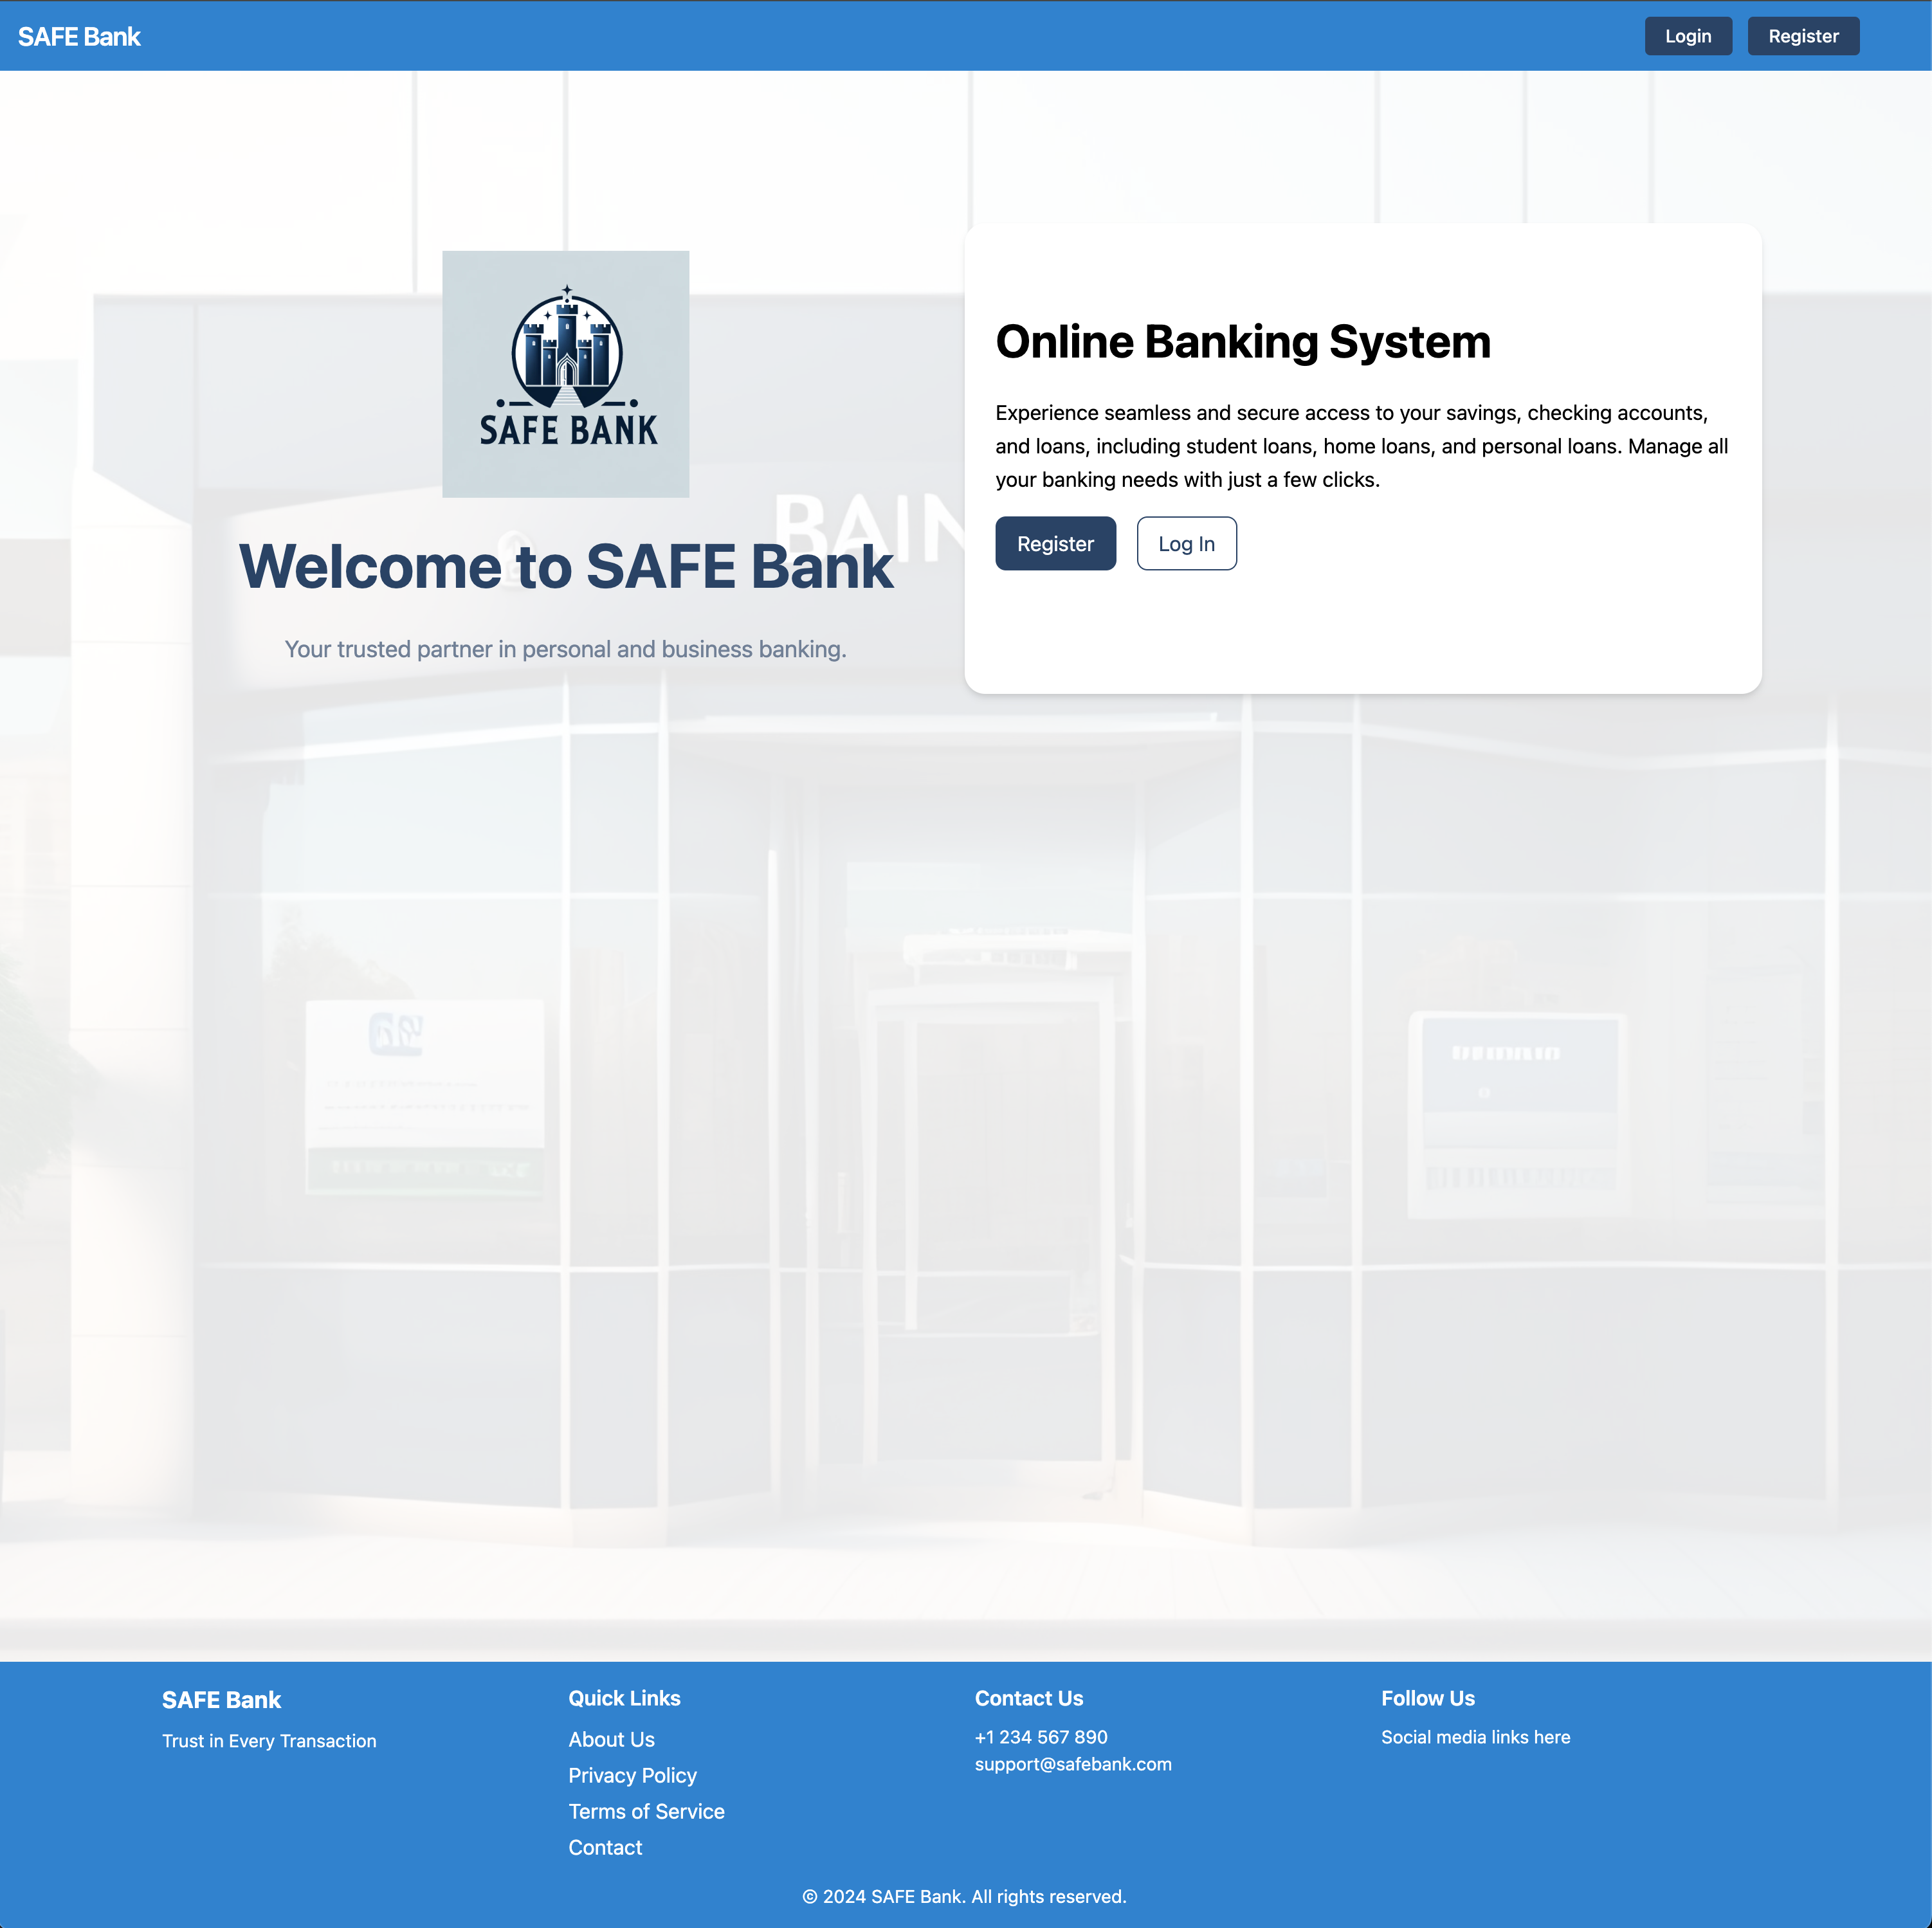 SAFE Bank
Login
Register
SAFE BANK
Welcome to SAFE Bank
Your trusted partner in personal and business banking.
Online Banking System
Experience seamless and secure access to your savings, checking accounts,
and loans, including student loans, home loans, and personal loans. Manage all
your banking needs with just a few clicks.
Register
Log In
SAFE Bank
Trust in Every Transaction
Quick Links
About Us
Privacy Policy
Terms of Service
Contact
Contact Us
+1 234 567 890
support@safebank.com
Follow Us
Social media links here
© 2024 SAFE Bank. All rights reserved.